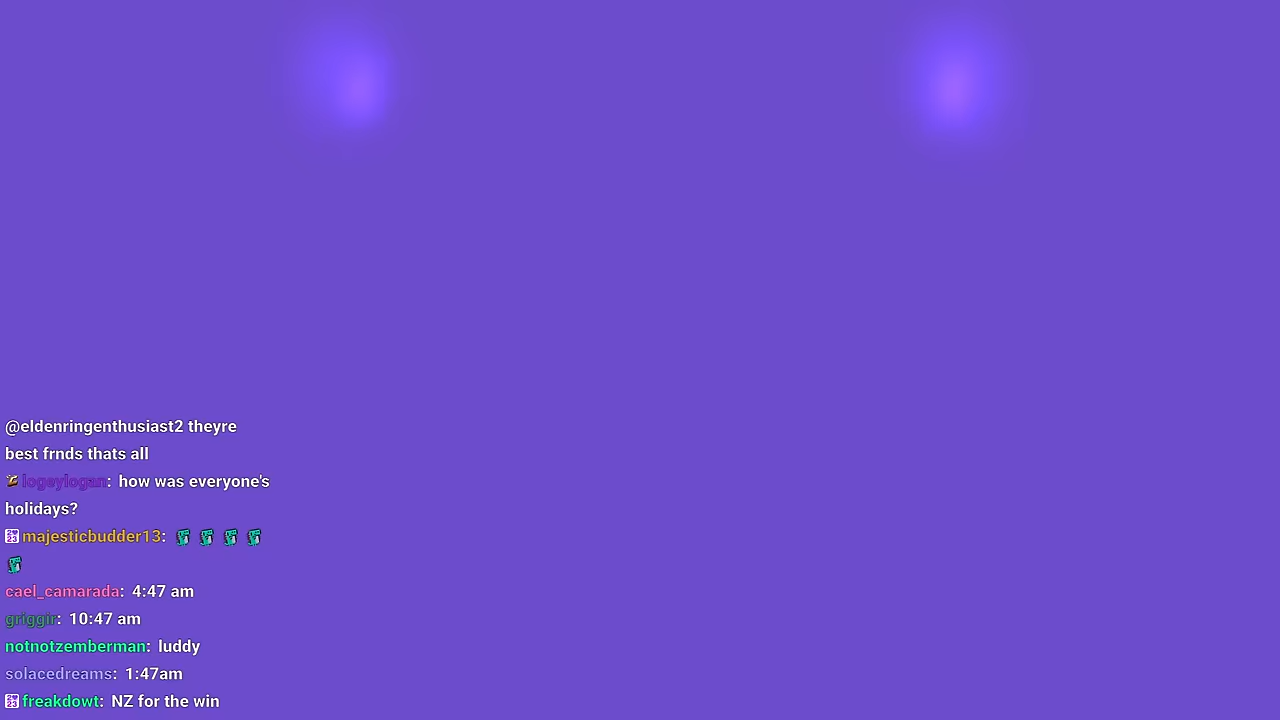 @eldenringenthusiast2 theyre
best frnds thats all
logeylogan: how was everyone's
holidays?
majesticbudder13:
cael_camarada: 4:47 am
griggir: 10:47 am
notnotzemberman: luddy
solacedreams: 1:47am
freakdowt: NZ for the win